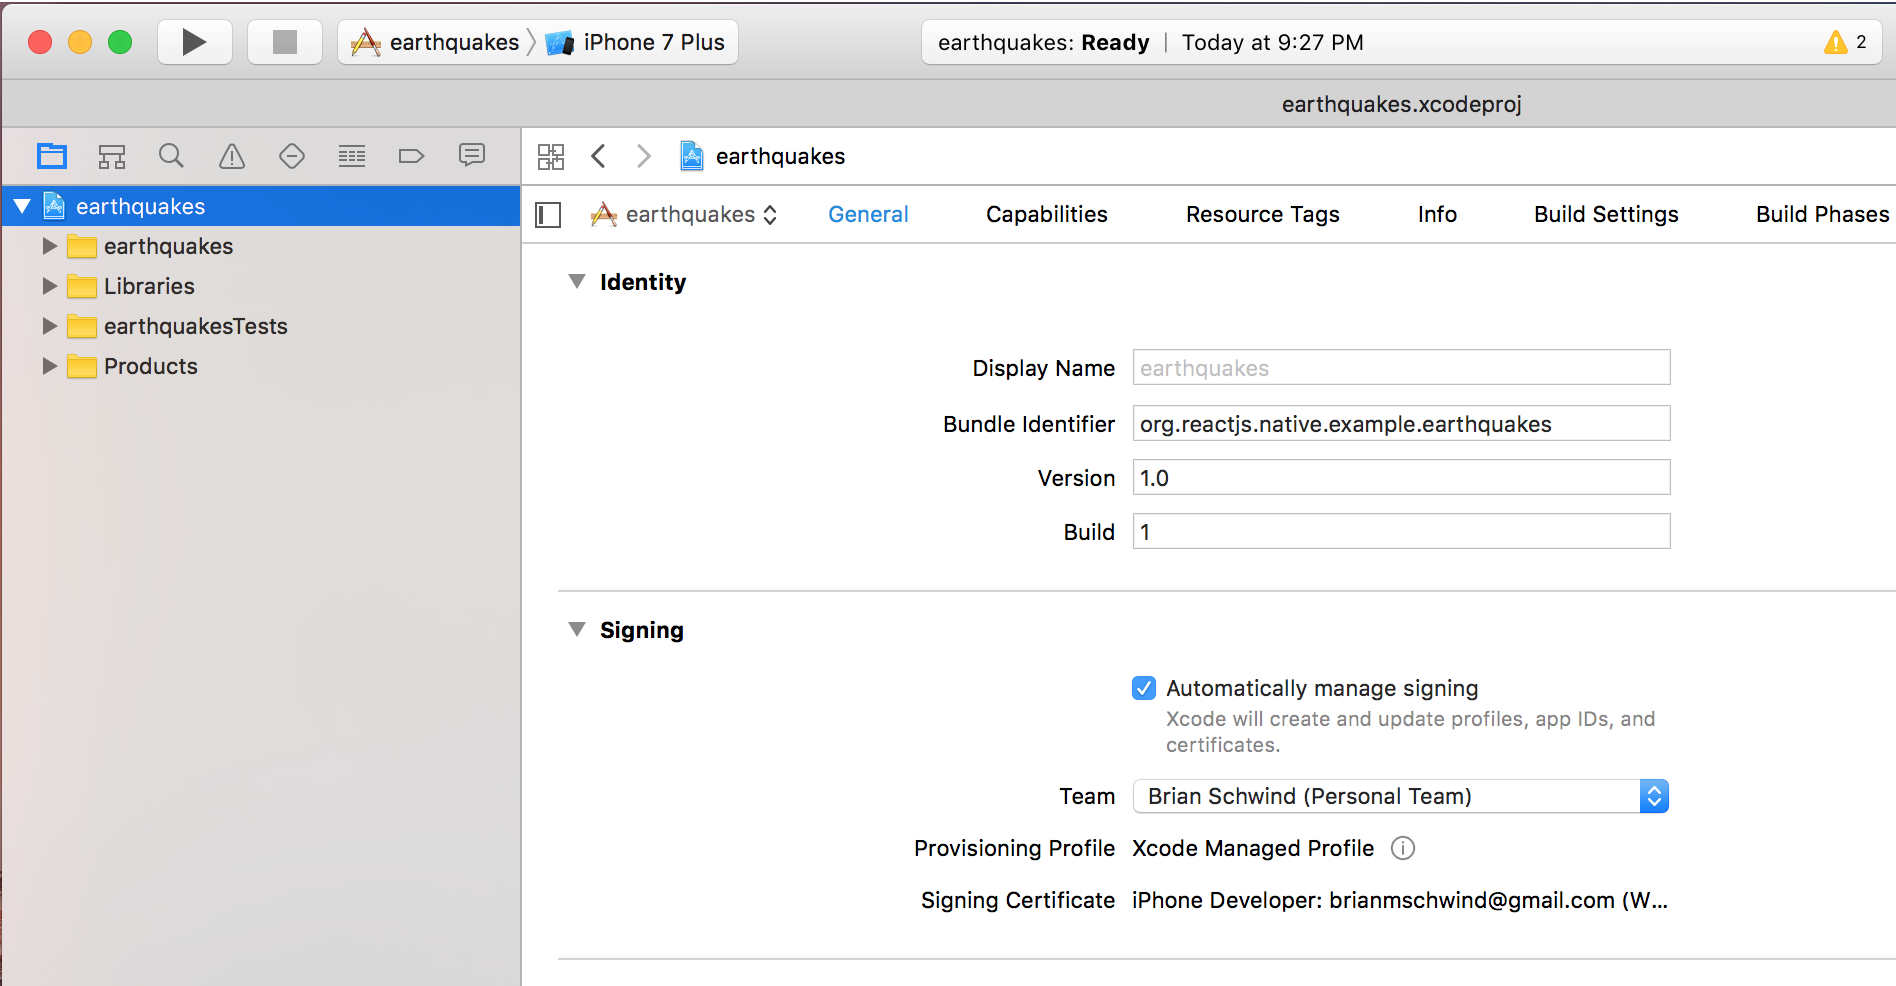 earthquakes iPhone 7 Plus
earthquakes: Ready | Today at 9:27 PM 2
earthquakes.xcodeproj
earthquakes
earthquakes
earthquakes
Libraries
earthquakesTests
Products
earthquakes General Capabilities Resource Tags Info Build Settings Build Phases
Identity
Display Name earthquakes
Bundle Identifier org.reactjs.native.example.earthquakes
Version 1.0
Build 1
Signing
Automatically manage signing
Xcode will create and update profiles, app IDs, and
certificates.
Team Brian Schwind (Personal Team)
Provisioning Profile Xcode Managed Profile
Signing Certificate iPhone Developer: brianmschwind@gmail.com (W...